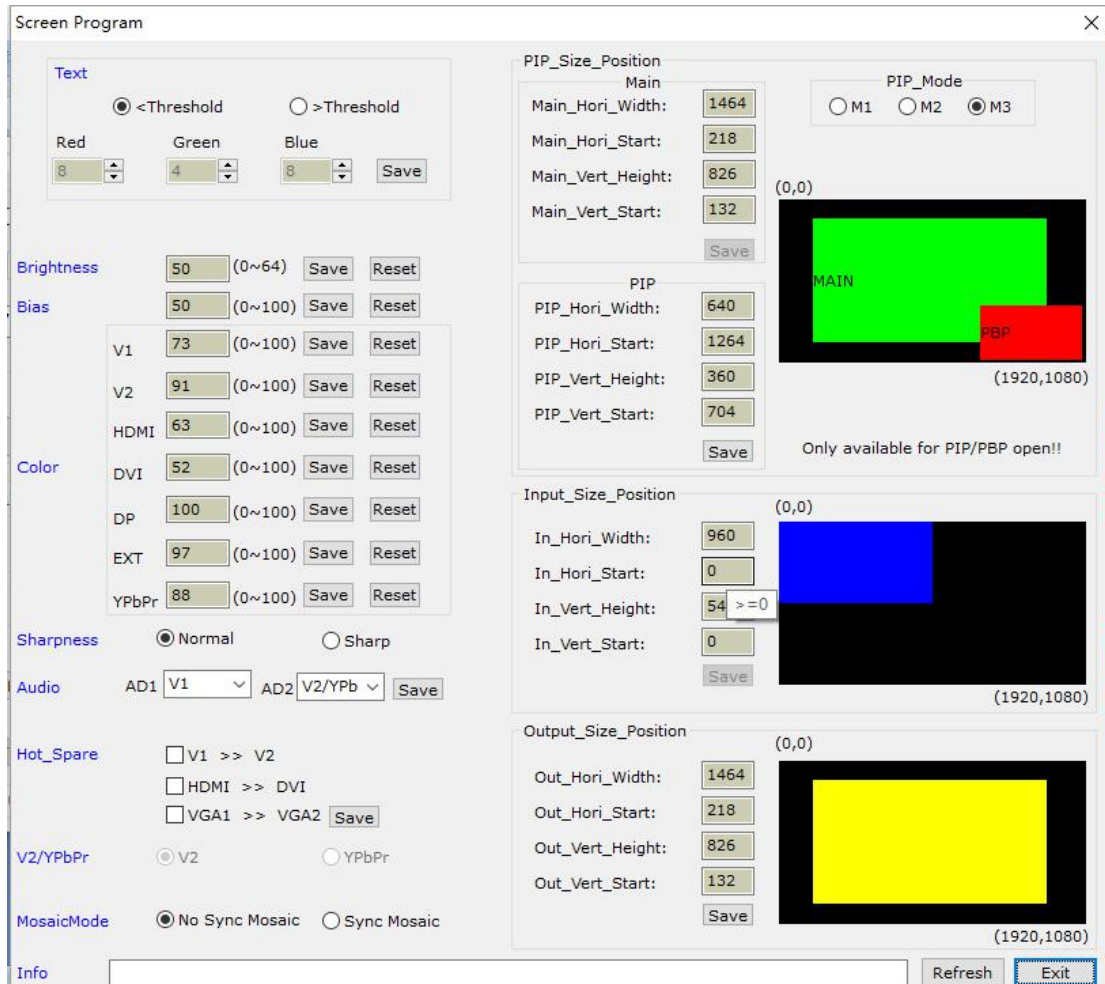 Screen Program
Text
<Threshold >Threshold
Red Green Blue
8 4 8 Save
Brightness 50 (0~64) Save Reset
Bias 50 (0~100) Save Reset
Color
V1 73 (0~100) Save Reset
V2 91 (0~100) Save Reset
HDMI 63 (0~100) Save Reset
DVI 52 (0~100) Save Reset
DP 100 (0~100) Save Reset
EXT 97 (0~100) Save Reset
YPbPr 88 (0~100) Save Reset
Sharpness Normal Sharp
Audio AD1 V1 AD2 V2/YPb Save
Hot_Spare V1 >> V2
HDMI >> DVI
VGA1 >> VGA2 Save
V2/YPbPr V2 YPbPr
MosaicMode No Sync Mosaic Sync Mosaic
PIP_Size_Position
Main
Main_Hori_Width: 1464
Main_Hori_Start: 218
Main_Vert_Height: 826
Main_Vert_Start: 132
Save
PIP
PIP_Hori_Width: 640
PIP_Hori_Start: 1264
PIP_Vert_Height: 360
PIP_Vert_Start: 704
Save
PIP_Mode
M1 M2 M3
(0,0)
MAIN
PBP
(1920,1080)
Only available for PIP/PBP open!!
Input_Size_Position
In_Hori_Width: 960
In_Hori_Start: 0
In_Vert_Height: 54 >=0
In_Vert_Start: 0
Save
(0,0)
(1920,1080)
Output_Size_Position
Out_Hori_Width: 1464
Out_Hori_Start: 218
Out_Vert_Height: 826
Out_Vert_Start: 132
Save
(0,0)
(1920,1080)
Info Refresh Exit